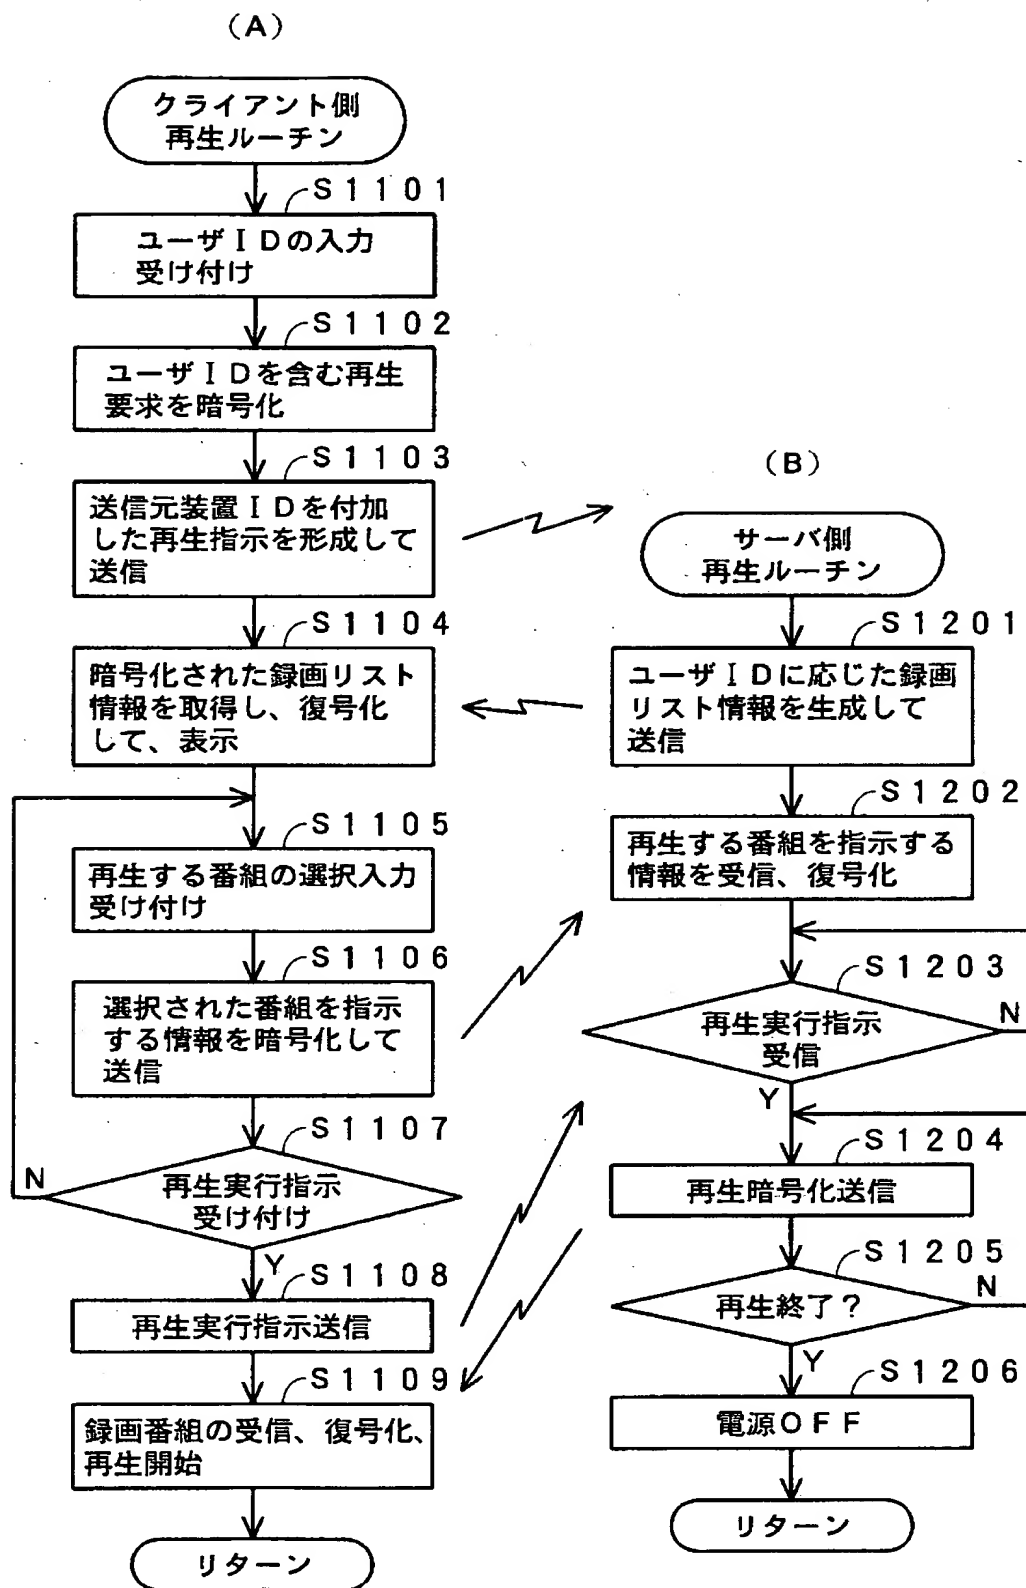 (A)
クライアント側
再生ルーチン
S1101
ユーザIDの入力
受け付け
S1102
ユーザIDを含む再生
要求を暗号化
S1103
送信元装置IDを付加
した再生指示を形成して
送信
S1104
暗号化された録画リスト
情報を取得し、復号化
して、表示
S1105
再生する番組の選択入力
受け付け
S1106
選択された番組を指示
する情報を暗号化して
送信
S1107
N
再生実行指示
受け付け
Y
S1108
再生実行指示送信
S1109
録画番組の受信、復号化、
再生開始
リターン
(B)
サーバ側
再生ルーチン
S1201
ユーザIDに応じた録画
リスト情報を生成して
送信
S1202
再生する番組を指示する
情報を受信、復号化
S1203
再生実行指示
受信
N
Y
S1204
再生暗号化送信
S1205
再生終了?
N
Y
S1206
電源OFF
リターン